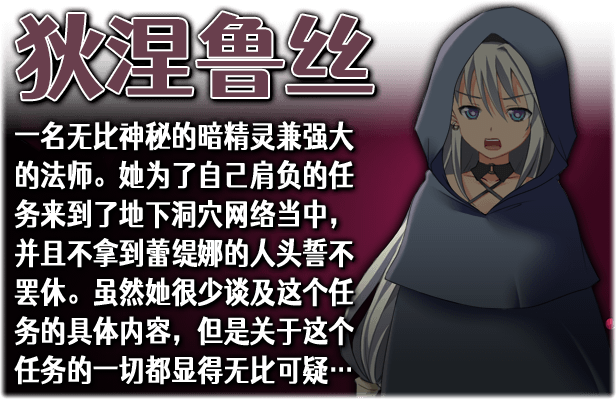 狄涅鲁丝
一名无比神秘的暗精灵兼强大
的法师。她为了自己肩负的任
务来到了地下洞穴网络当中，
并且不拿到蕾缇娜的人头誓不
罢休。虽然她很少谈及这个任
务的具体内容，但是关于这个
任务的一切都显得无比可疑…